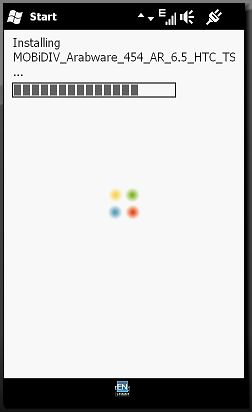 Start
E
Installing
MOBiDIV_Arabware_454_AR_6.5_HTC_TS
...
EN